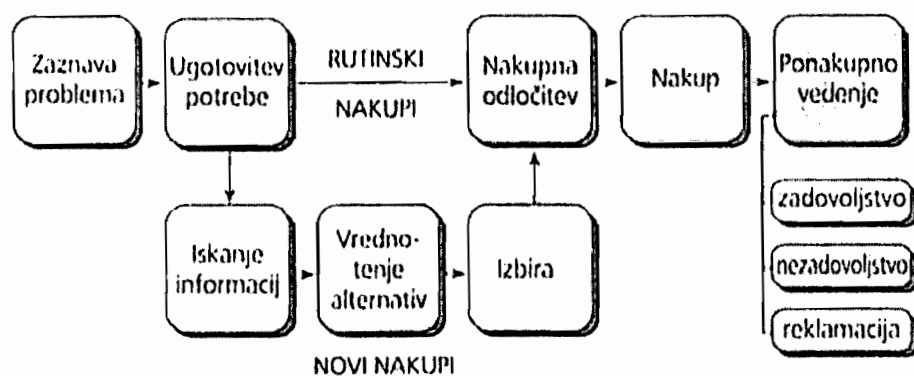 Zaznava
problema
Ugotovitev
potrebe
RUTINSKI
NAKUPI
Nakupna
odločitev
Nakup
Ponakupno
vedenje
Iskanje
informacij
Vredno-
tenje
alternativ
Izbira
NOVI NAKUPI
zadovoljstvo
nezadovoljstvo
reklamacija